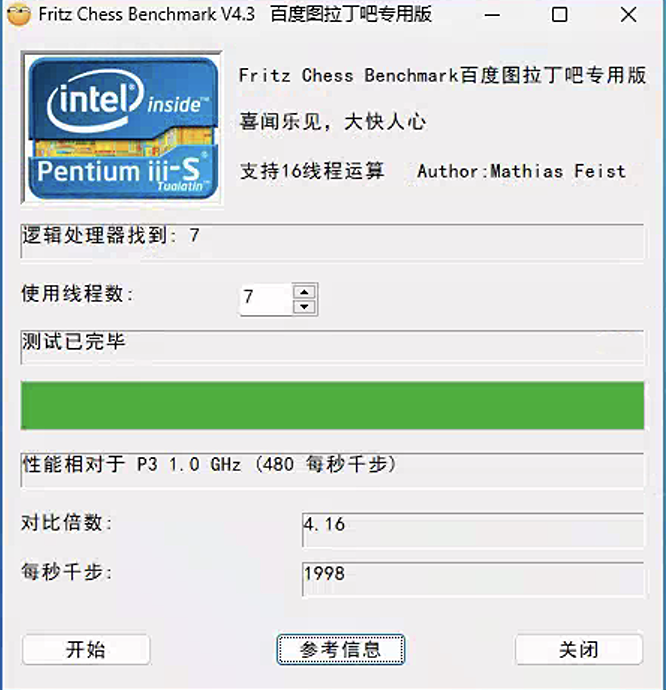 Fritz Chess Benchmark V4.3 百度图拉丁吧专用版
intel inside™
Pentium iii-S®
Tualatin™
Fritz Chess Benchmark百度图拉丁吧专用版
喜闻乐见，大快人心
支持16线程运算 Author:Mathias Feist
逻辑处理器找到: 7
使用线程数: 7
测试已完毕
性能相对于 P3 1.0 GHz (480 每秒千步)
对比倍数: 4.16
每秒千步: 1998
开始 参考信息 关闭